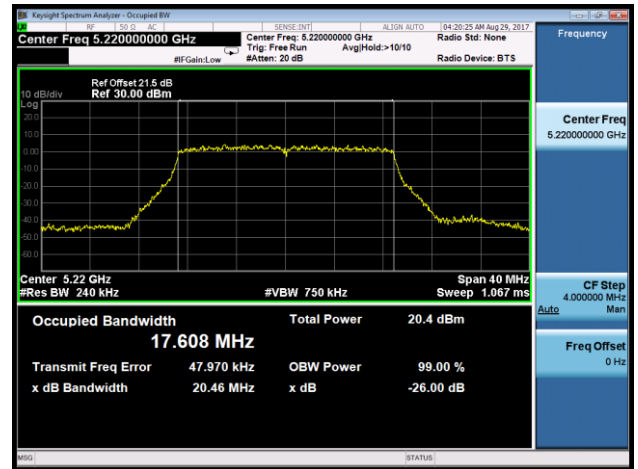 Keysight Spectrum Analyzer - Occupied BW
RF 50 Ω AC SENSE:INT ALIGN AUTO 04:20:25 AM Aug 29, 2017
Center Freq 5.220000000 GHz Center Freq: 5.220000000 GHz Radio Std: None
Trig: Free Run Avg|Hold:>10/10
#IFGain:Low #Atten: 20 dB Radio Device: BTS
Ref Offset 21.5 dB
10 dB/div Ref 30.00 dBm
Log
20.0
10.0
0.00
-10.0
-20.0
-30.0
-40.0
-50.0
-60.0
Center 5.22 GHz Span 40 MHz
#Res BW 240 kHz #VBW 750 kHz Sweep 1.067 ms
Occupied Bandwidth Total Power 20.4 dBm
17.608 MHz
Transmit Freq Error 47.970 kHz OBW Power 99.00 %
x dB Bandwidth 20.46 MHz x dB -26.00 dB
MSG STATUS
Frequency
Center Freq
5.220000000 GHz
CF Step
4.000000 MHz
Auto Man
Freq Offset
0 Hz